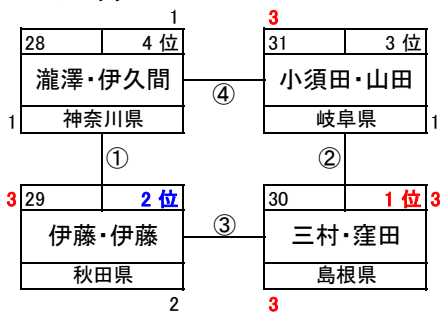 1 3
28 4 位 31 3 位
瀧澤・伊久間 ④ 小須田・山田
1 神奈川県 岐阜県 1
① ②
3 29 2 位 30 1 位 3
伊藤・伊藤 ③ 三村・窪田
秋田県 島根県
2 3